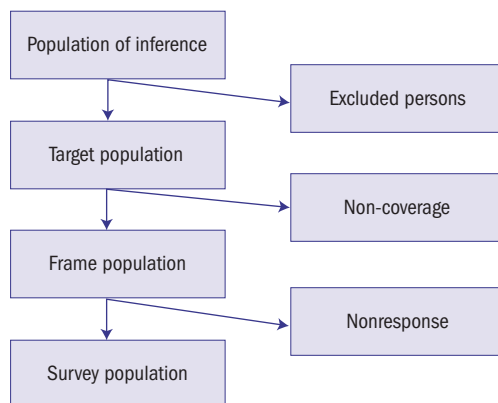 Population of inference
Excluded persons
Target population
Non-coverage
Frame population
Nonresponse
Survey population